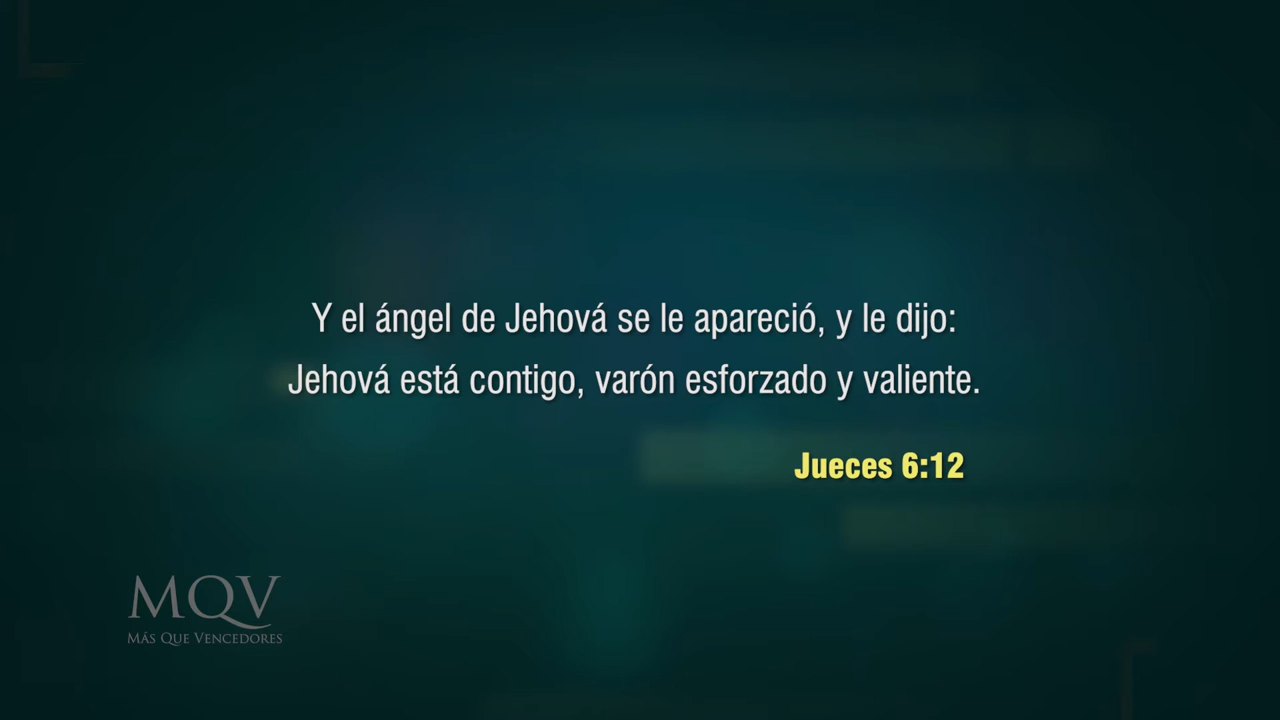 Y el ángel de Jehová se le apareció, y le dijo:
Jehová está contigo, varón esforzado y valiente.
Jueces 6:12
MQV
Más Que Vencedores